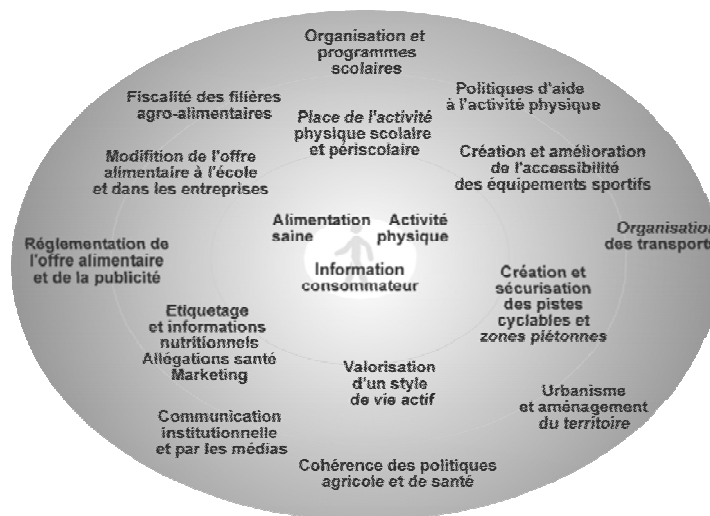 Organisation et
programmes
scolaires
Fiscalité des filières
agro-alimentaires
Politiques d'aide
à l'activité physique
Place de l'activité
physique scolaire
et périscolaire
Modifition de l'offre
alimentaire à l'école
et dans les entreprises
Création et amélioration
de l'accessibilité
des équipements sportifs
Alimentation
saine
Activité
physique
Information
consommateur
Réglementation de
l'offre alimentaire
et de la publicité
Organisation
des transport
Création et
sécurisation
des pistes
cyclables et
zones piétonnes
Etiquetage
et informations
nutritionnels
Allégations santé
Marketing
Valorisation
d'un style
de vie actif
Urbanisme
et aménagement
du territoire
Communication
institutionnelle
et par les médias
Cohérence des politiques
agricole et de santé